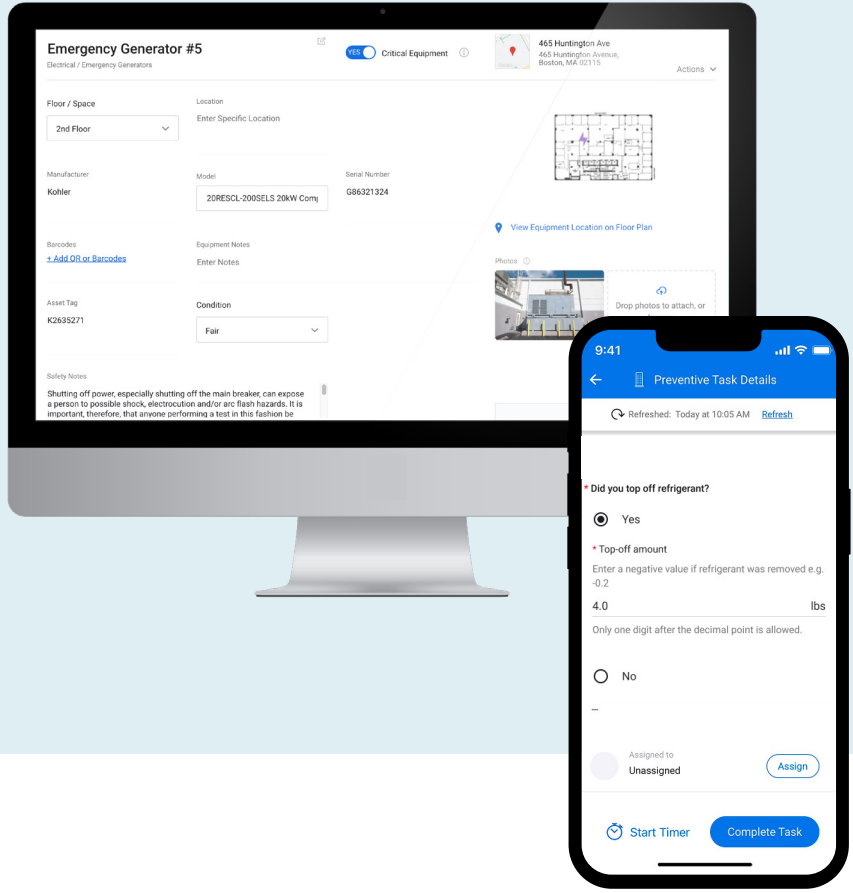 Emergency Generator #5
Electrical / Emergency Generators
YES
Critical Equipment
465 Huntington Ave
465 Huntington Avenue,
Boston, MA 02115
Actions
Floor / Space
2nd Floor
Location
Enter Specific Location
Manufacturer
Kohler
Model
20RESCL-200SELS 20kW Comp
Serial Number
G86321324
View Equipment Location on Floor Plan
Barcodes
+ Add QR or Barcodes
Equipment Notes
Enter Notes
Photos
Drop photos to attach, or
Asset Tag
K2635271
Condition
Fair
Safety Notes
Shutting off power, especially shutting off the main breaker, can expose
a person to possible shock, electrocution and/or arc flash hazards. It is
important, therefore, that anyone performing a test in this fashion be
9:41
Preventive Task Details
Refreshed: Today at 10:05 AM Refresh
* Did you top off refrigerant?
Yes
* Top-off amount
Enter a negative value if refrigerant was removed e.g.
-0.2
4.0 lbs
Only one digit after the decimal point is allowed.
No
–
Assigned to
Unassigned
Assign
Start Timer
Complete Task